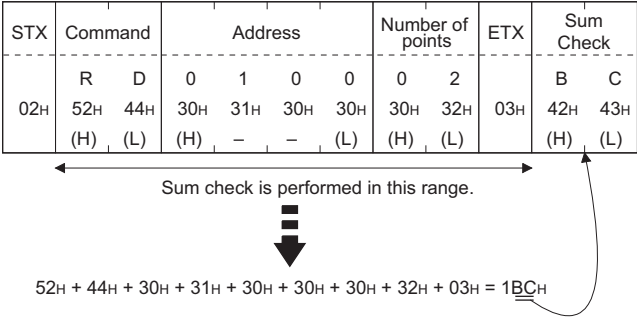 STX Command Address Number of points ETX Sum Check
R D 0 1 0 0 0 2 B C
02H 52H 44H 30H 31H 30H 30H 30H 32H 03H 42H 43H
(H) (L) (H) – – (L) (H) (L) (H) (L)
Sum check is performed in this range.
52H + 44H + 30H + 31H + 30H + 30H + 30H + 32H + 03H = 1BCH